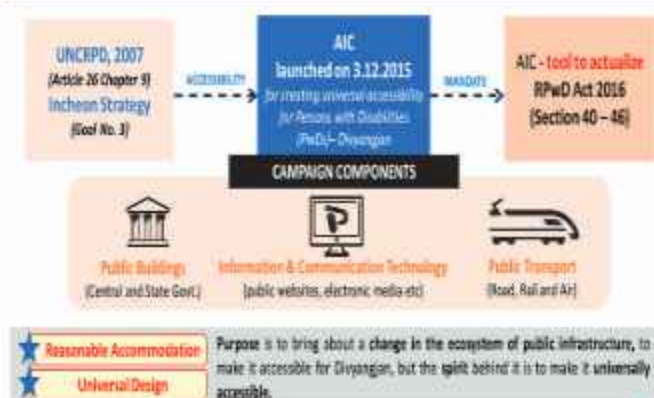 UNCRPD, 2007
(Article 26 Chapter 9)
Incheon Strategy
(Goal No. 3)
ACCESSIBILITY
AIC
launched on 3.12.2015
for creating universal accessibility
for Persons with Disabilities
(PwDs)– Divyangan
MANDATE
AIC - tool to actualize
RPwD Act 2016
(Section 40 – 46)
CAMPAIGN COMPONENTS
Public Buildings
(Central and State Govt.)
Information & Communication Technology
(public websites, electronic media etc)
Public Transport
(Road, Rail and Air)
Reasonable Accommodation
Universal Design
Purpose is to bring about a change in the ecosystem of public infrastructure, to
make it accessible for Divyangan, but the spirit behind it is to make it universally
accessible.